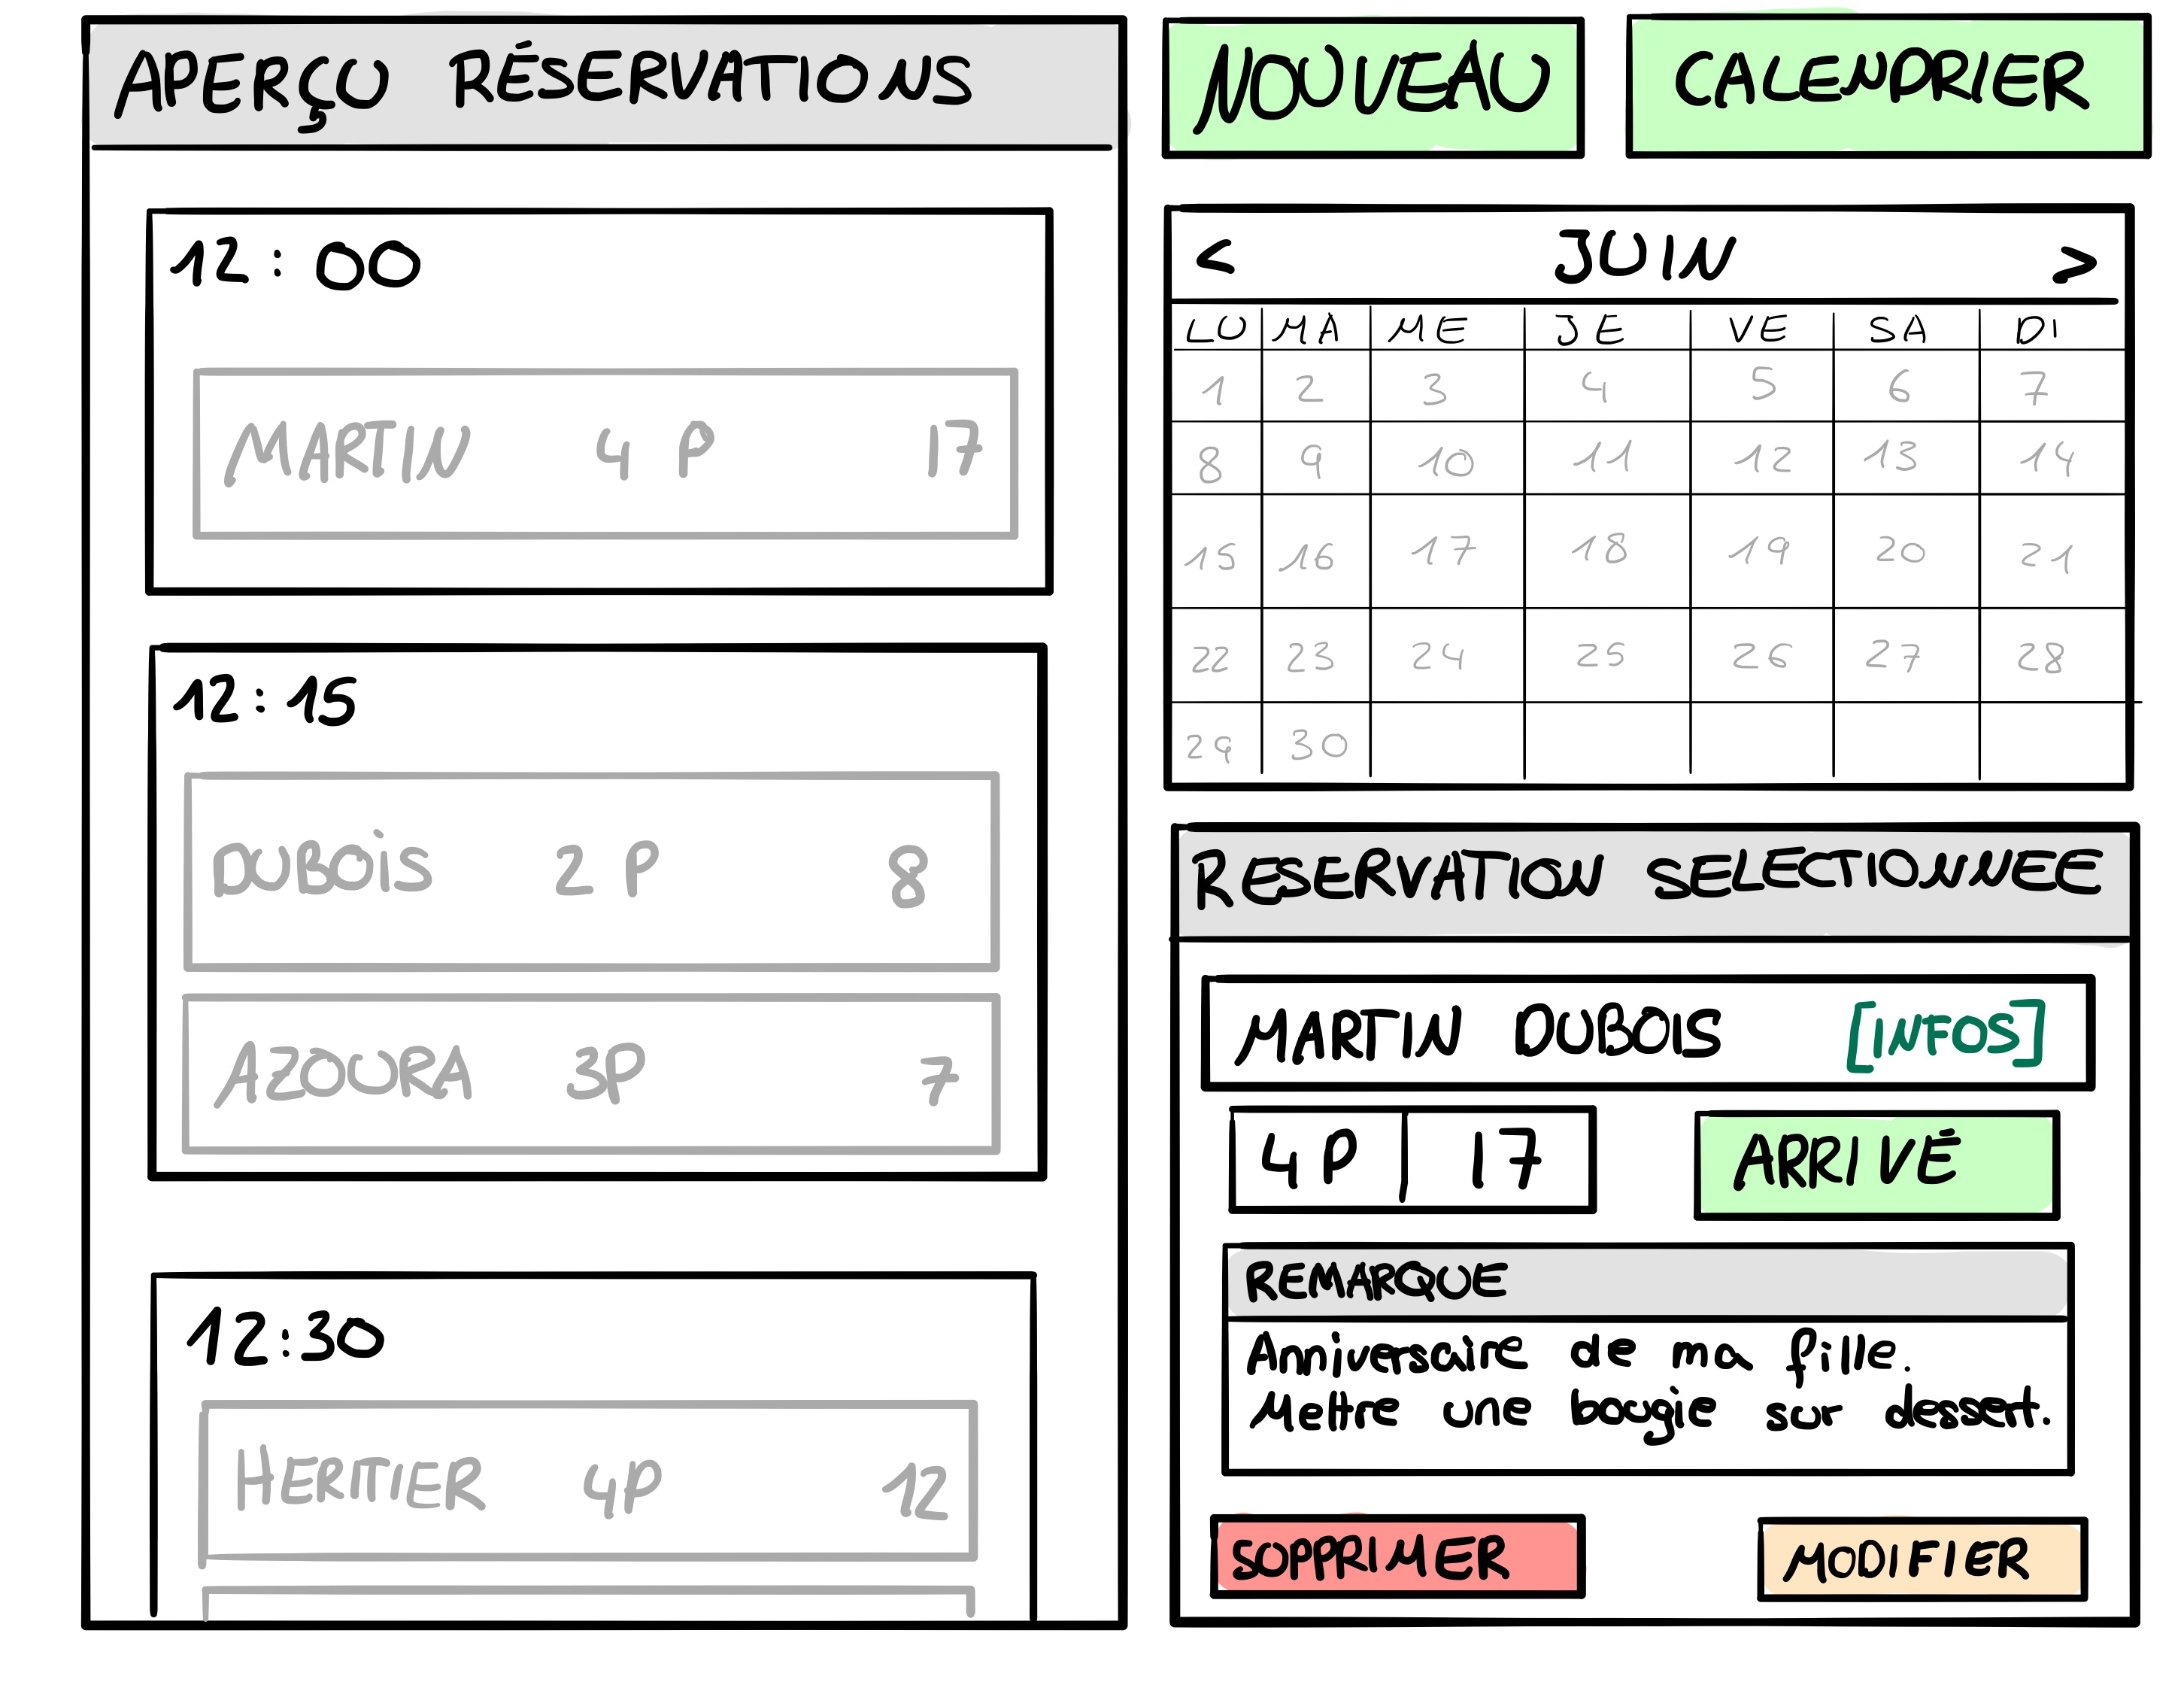 APERÇU RÉSERVATIONS
12:00
MARTIN 4 P 17
12:15
DUBOiS 2 P 8
AZOURA 3P 7
12:30
HERITIER 4P 12
NOUVEAU
CALENDRIER
< JUIN >
LU MA ME JE VE SA DI
1 2 3 4 5 6 7
8 9 10 11 12 13 14
15 16 17 18 19 20 21
22 23 24 25 26 27 28
29 30
RESERVATION SELECTIONNEE
MARTIN DUBOIS [INFOS]
4P 17 ARRIVÉ
REMARQUE
Anniversaire de ma fille.
Mettre une bougie sur dessert.
SUPPRIMER MODIFIER